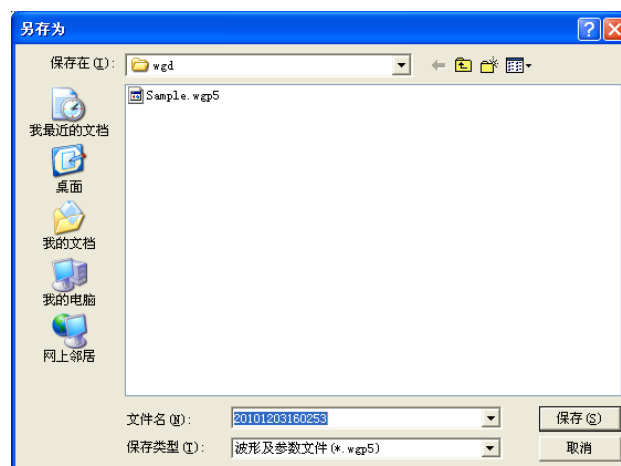 另存为
保存在(I):
wgd
Sample.wgp5
我最近的文档
桌面
我的文档
我的电脑
网上邻居
文件名(N):
20101203160253
保存(S)
保存类型(T):
波形及参数文件(*.wgp5)
取消